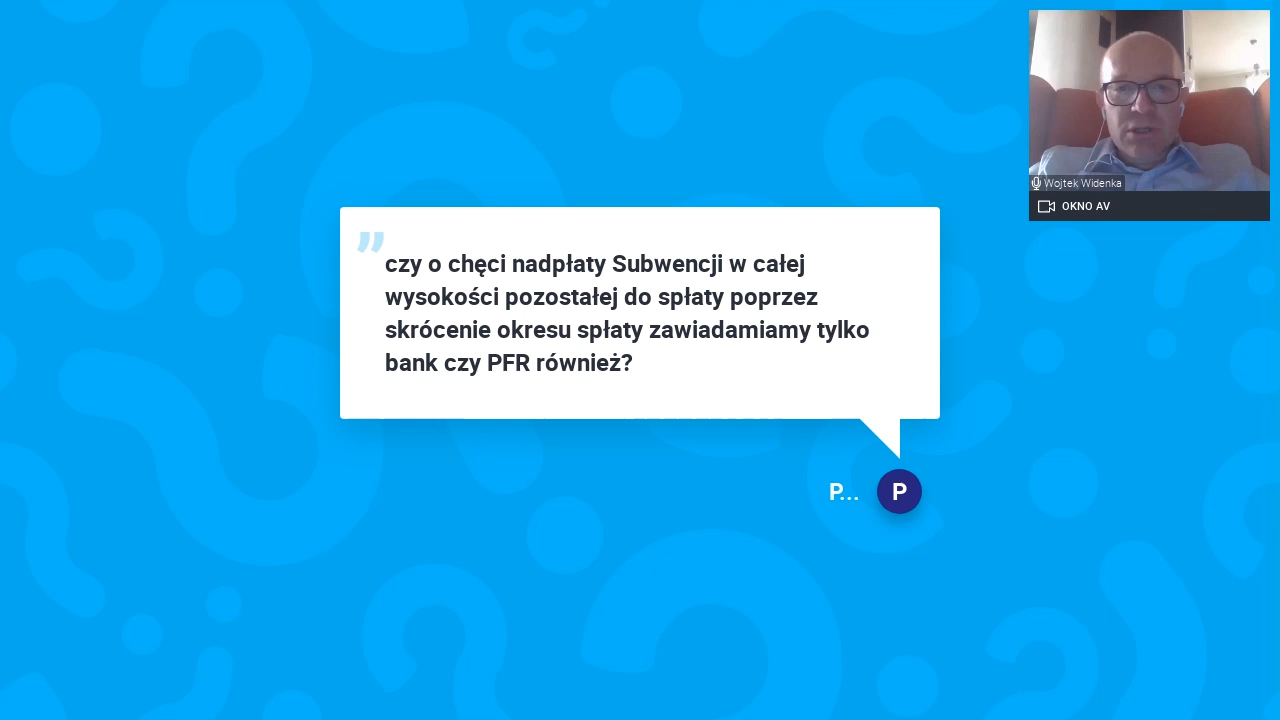 Wojtek Widenka
OKNO AV
”
czy o chęci nadpłaty Subwencji w całej
wysokości pozostałej do spłaty poprzez
skrócenie okresu spłaty zawiadamiamy tylko
bank czy PFR również?
P... P